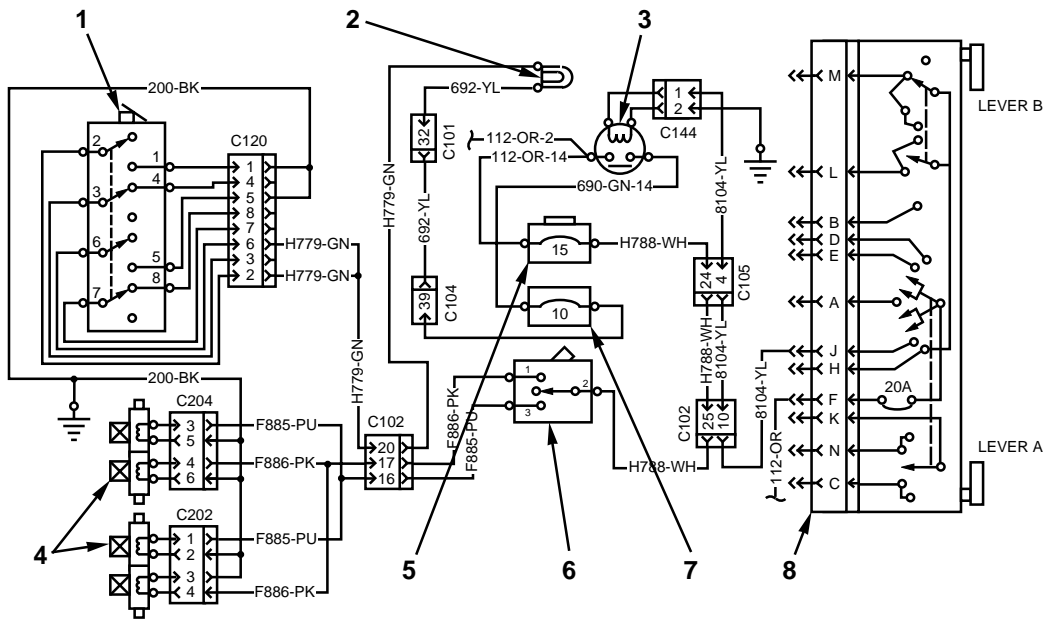 1
2
3
200-BK
692-YL
M
LEVER B
C120
C101
32
1
2
C144
112-OR-2
112-OR-14
690-GN-14
2
1
4
3
6
5
8
7
1
4
5
8
7
6
3
2
H779-GN
H779-GN
H779-GN
692-YL
8104-YL
L
B
D
E
15
H788-WH
24
4
C105
A
39
C104
10
H779-GN
H788-WH
8104-YL
J
H
200-BK
1
2
3
F886-PK
F885-PU
8104-YL
F
20A
K
C204
3
5
4
6
F885-PU
F886-PK
C102
20
17
16
C102
25
10
H788-WH
112-OR
N
C
LEVER A
4
C202
1
2
3
4
F885-PU
F886-PK
5
6
7
8